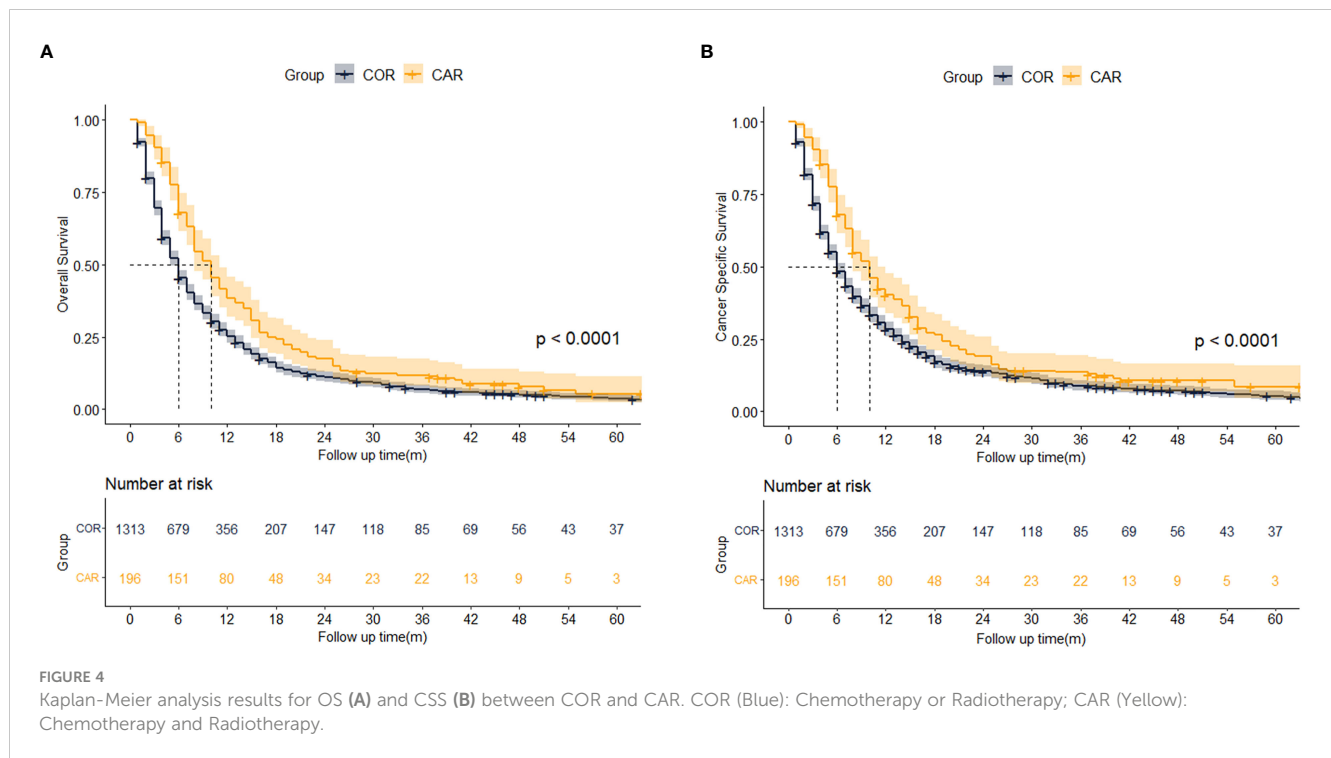 A
Group COR CAR
1.00
0.75
0.50
0.25
0.00
Overall Survival
p < 0.0001
0 6 12 18 24 30 36 42 48 54 60
Follow up time(m)
Number at risk
Group
COR 1313 679 356 207 147 118 85 69 56 43 37
CAR 196 151 80 48 34 23 22 13 9 5 3
0 6 12 18 24 30 36 42 48 54 60
Follow up time(m)
B
Group COR CAR
1.00
0.75
0.50
0.25
0.00
Cancer Specific Survival
p < 0.0001
0 6 12 18 24 30 36 42 48 54 60
Follow up time(m)
Number at risk
Group
COR 1313 679 356 207 147 118 85 69 56 43 37
CAR 196 151 80 48 34 23 22 13 9 5 3
0 6 12 18 24 30 36 42 48 54 60
Follow up time(m)
FIGURE 4
Kaplan-Meier analysis results for OS (A) and CSS (B) between COR and CAR. COR (Blue): Chemotherapy or Radiotherapy; CAR (Yellow):
Chemotherapy and Radiotherapy.